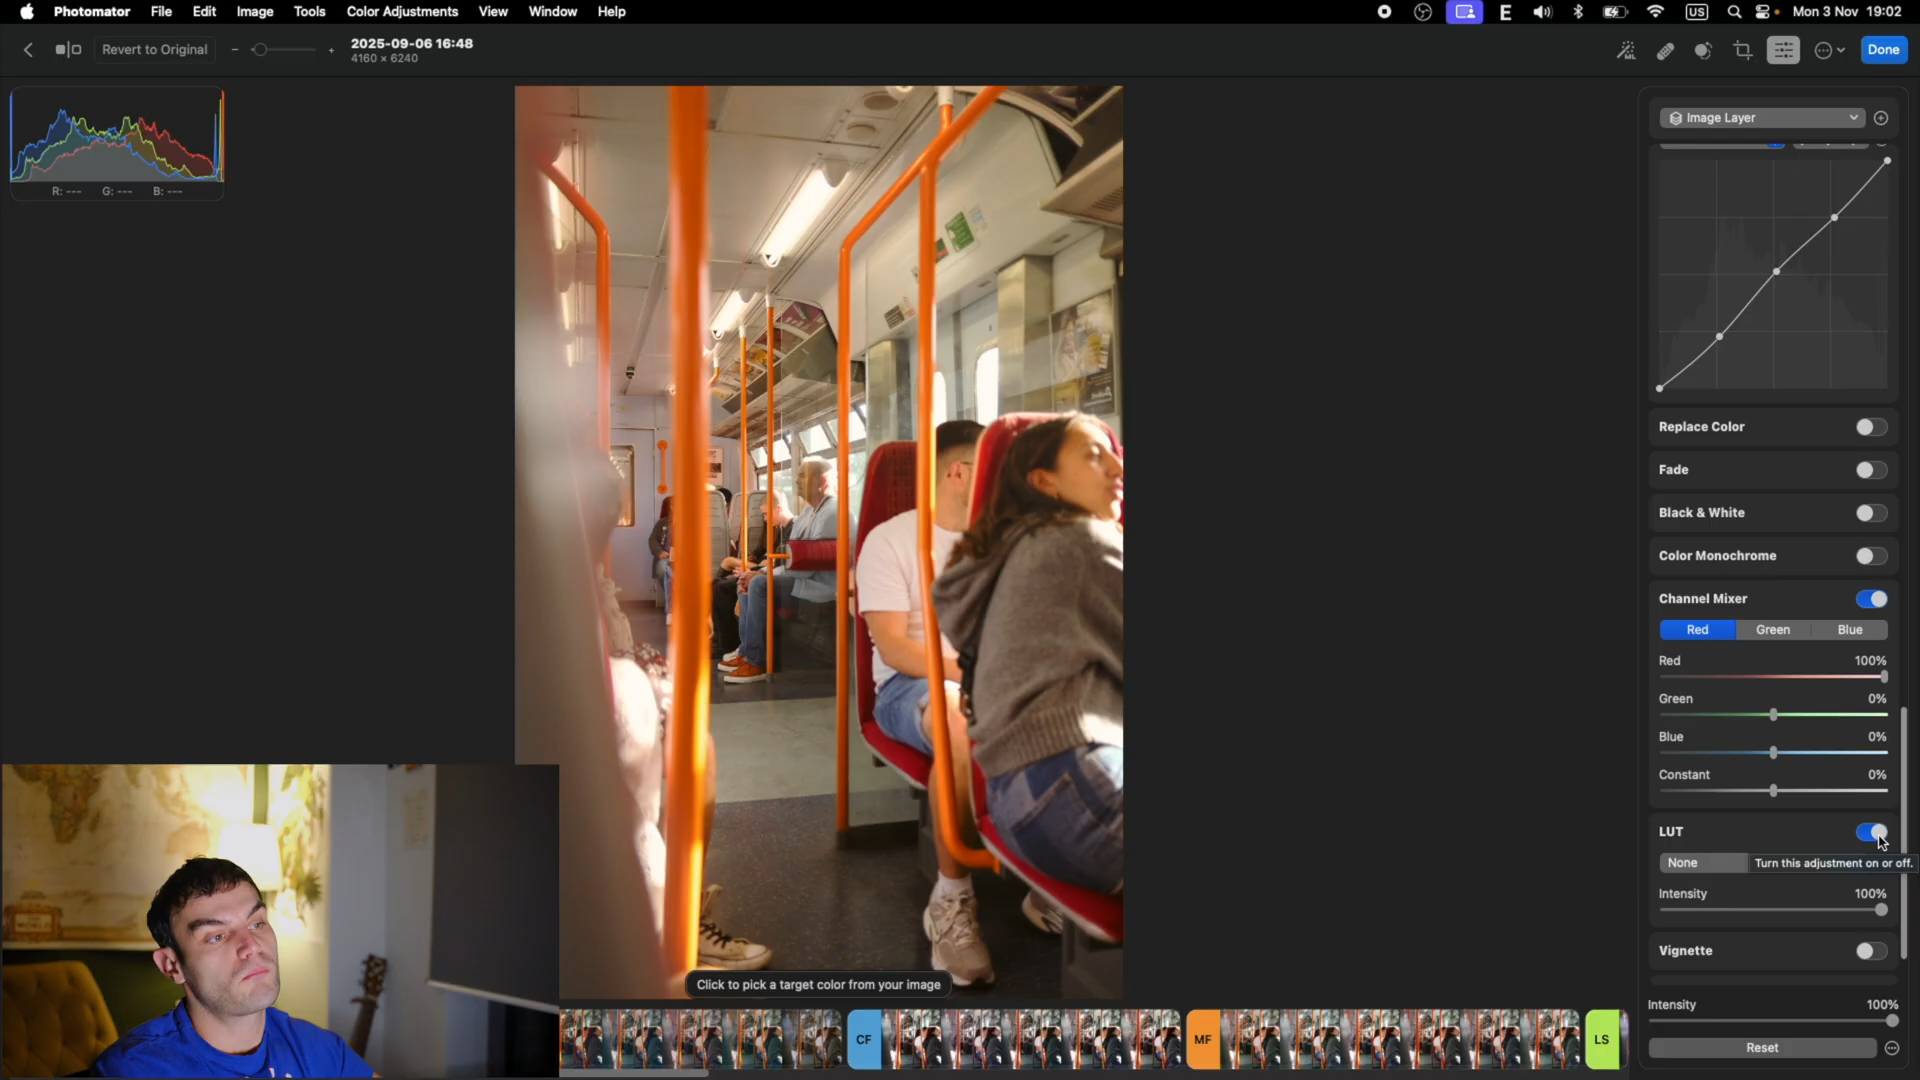 Photomator File Edit Image Tools Color Adjustments View Window Help
E US Mon 3 Nov 19:02
Revert to Original
2025-09-06 16:48
4160 × 6240
ML
Done
R: --- G: --- B: ---
Image Layer
Replace Color
Fade
Black & White
Color Monochrome
Channel Mixer
Red Green Blue
Red 100%
Green 0%
Blue 0%
Constant 0%
LUT
None
Turn this adjustment on or off.
Intensity 100%
Vignette
Click to pick a target color from your image
CF
MF
LS
Intensity 100%
Reset